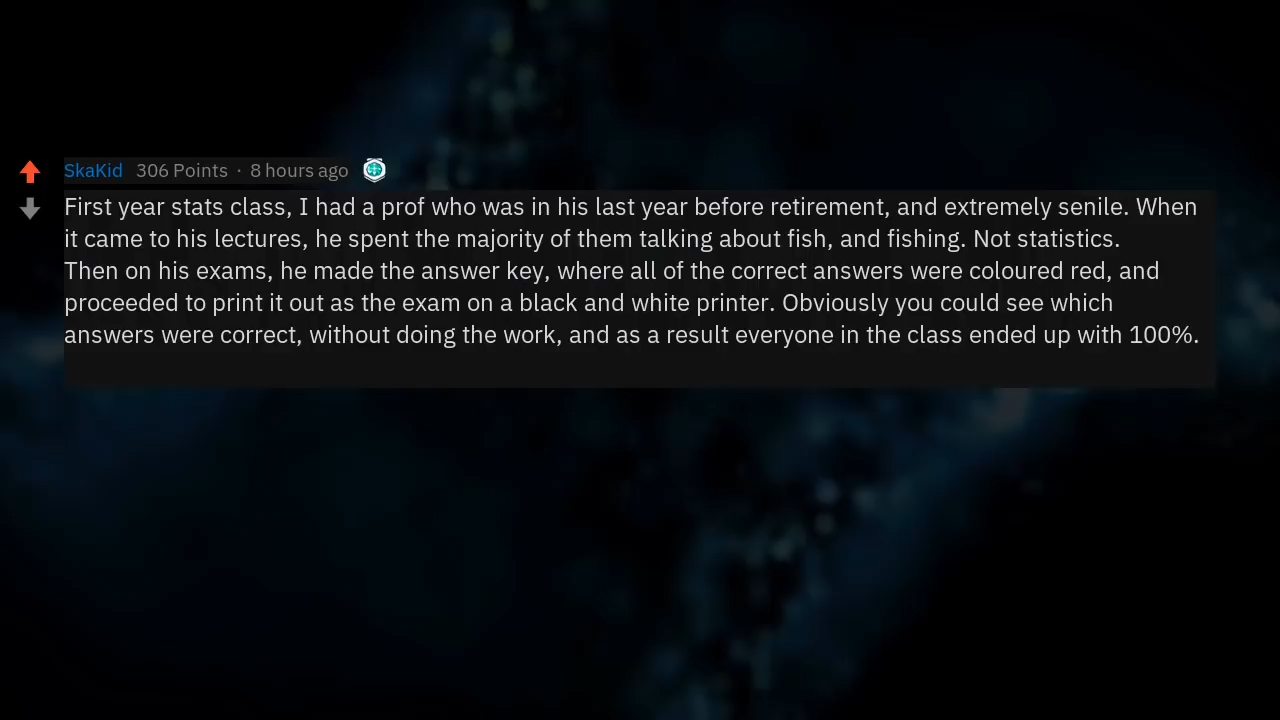 SkaKid 306 Points · 8 hours ago
First year stats class, I had a prof who was in his last year before retirement, and extremely senile. When
it came to his lectures, he spent the majority of them talking about fish, and fishing. Not statistics.
Then on his exams, he made the answer key, where all of the correct answers were coloured red, and
proceeded to print it out as the exam on a black and white printer. Obviously you could see which
answers were correct, without doing the work, and as a result everyone in the class ended up with 100%.